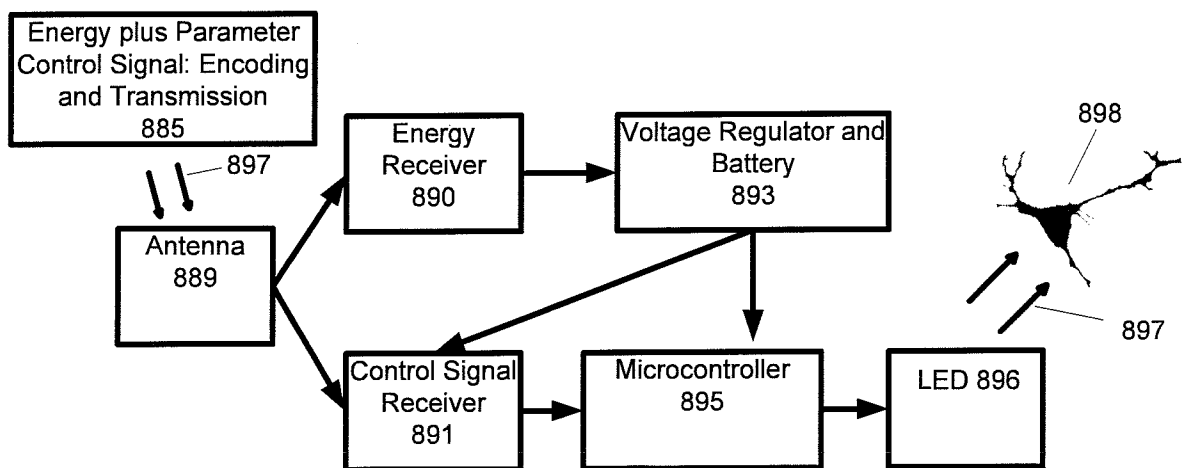 Energy plus Parameter
Control Signal: Encoding
and Transmission
885
897
Antenna
889
Energy
Receiver
890
Voltage Regulator and
Battery
893
898
897
Control Signal
Receiver
891
Microcontroller
895
LED 896